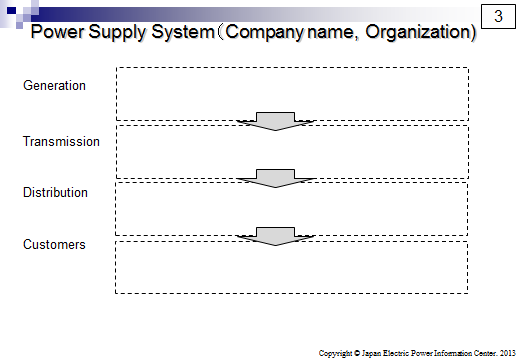 3
Power Supply System（Company name, Organization)
Generation
Transmission
Distribution
Customers
Copyright © Japan Electric Power Information Center. 2013